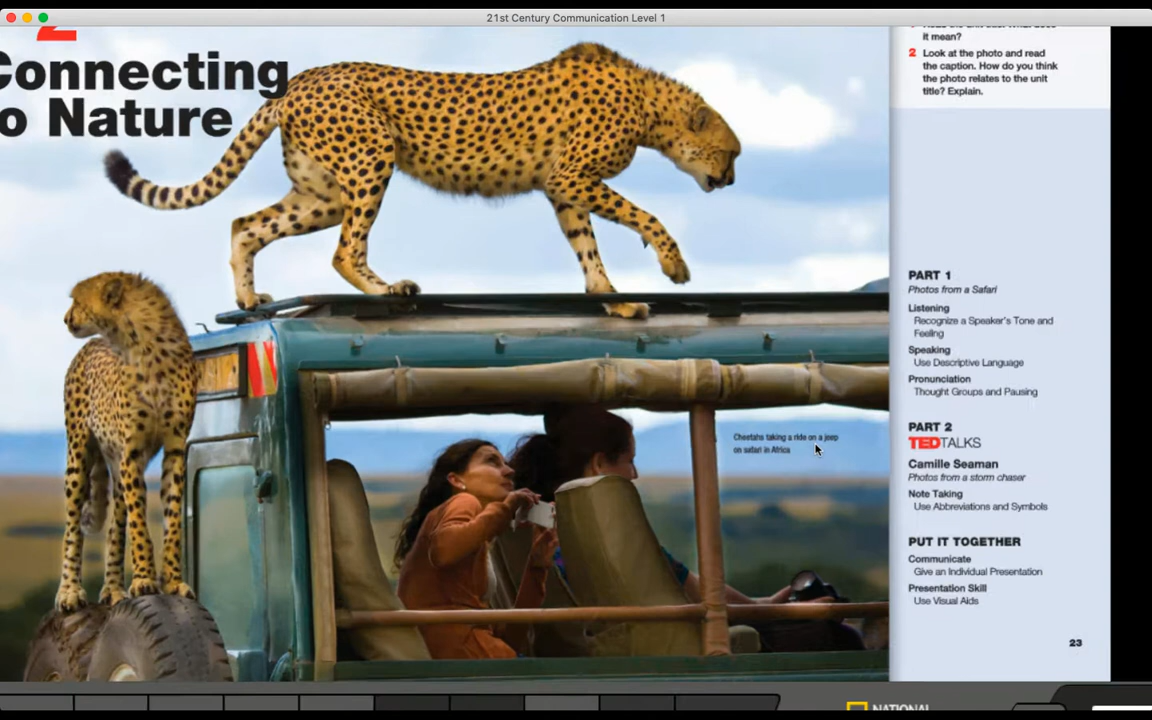 21st Century Communication Level 1
2
Connecting
o Nature
it mean?
2 Look at the photo and read
the caption. How do you think
the photo relates to the unit
title? Explain.
Cheetahs taking a ride on a jeep
on safari in Africa
PART 1
Photos from a Safari
Listening
Recognize a Speaker's Tone and
Feeling
Speaking
Use Descriptive Language
Pronunciation
Thought Groups and Pausing
PART 2
TEDTALKS
Camille Seaman
Photos from a storm chaser
Note Taking
Use Abbreviations and Symbols
PUT IT TOGETHER
Communicate
Give an Individual Presentation
Presentation Skill
Use Visual Aids
23
NATIONAL